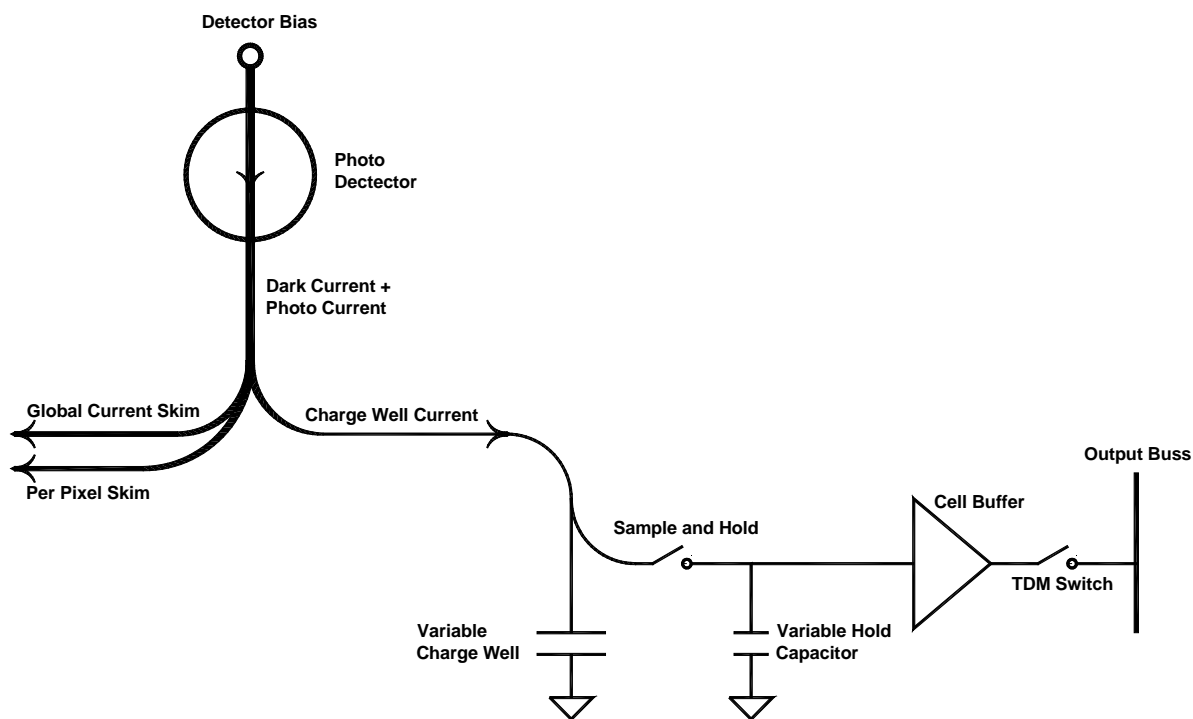 Detector Bias
Photo
Dectector
Dark Current +
Photo Current
Global Current Skim
Charge Well Current
Per Pixel Skim
Output Buss
Cell Buffer
Sample and Hold
TDM Switch
Variable
Charge Well
Variable Hold
Capacitor